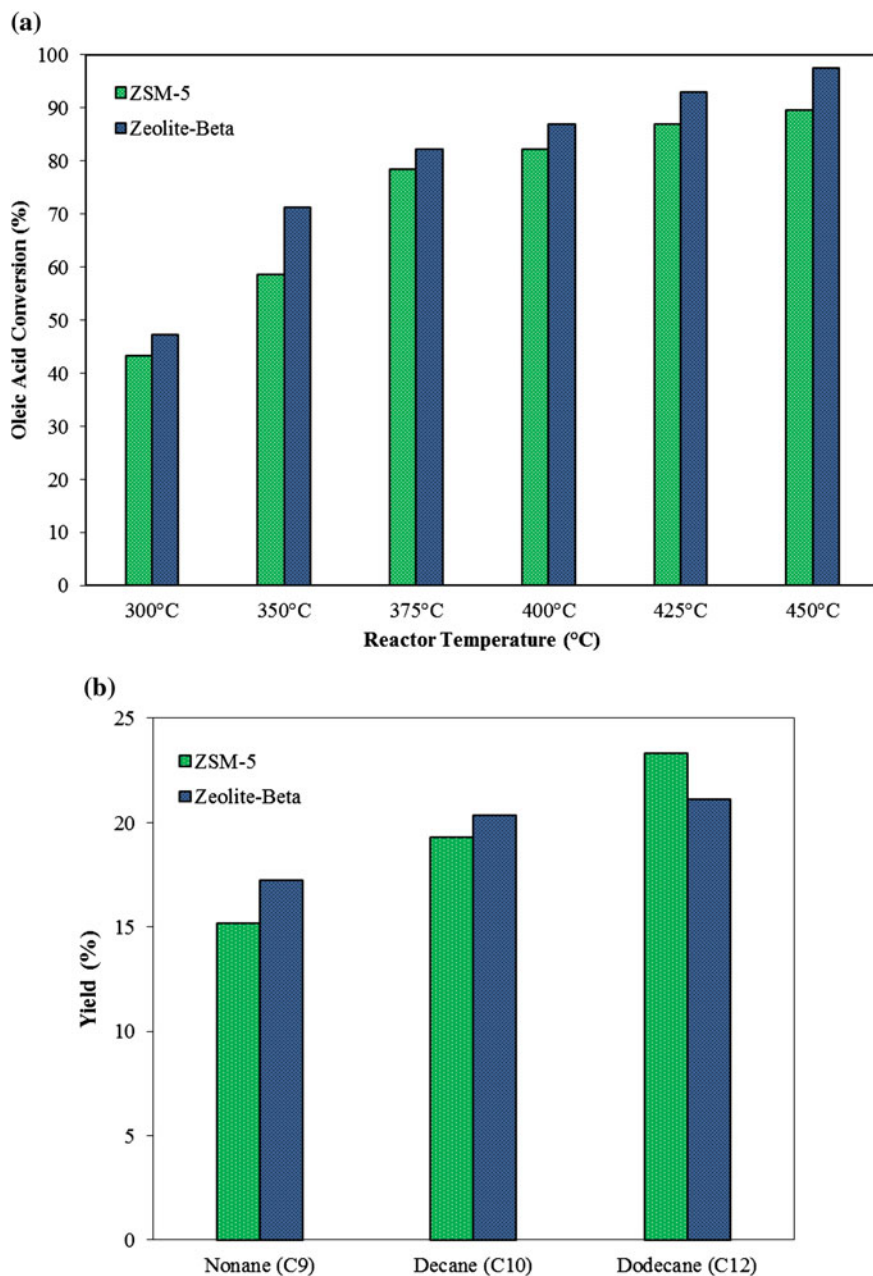 (a)
100
90
80
70
60
50
40
30
20
10
0
Oleic Acid Conversion (%)
ZSM-5
Zeolite-Beta
300°C 350°C 375°C 400°C 425°C 450°C
Reactor Temperature (°C)
(b)
25
20
15
10
5
0
Yield (%)
ZSM-5
Zeolite-Beta
Nonane (C9) Decane (C10) Dodecane (C12)